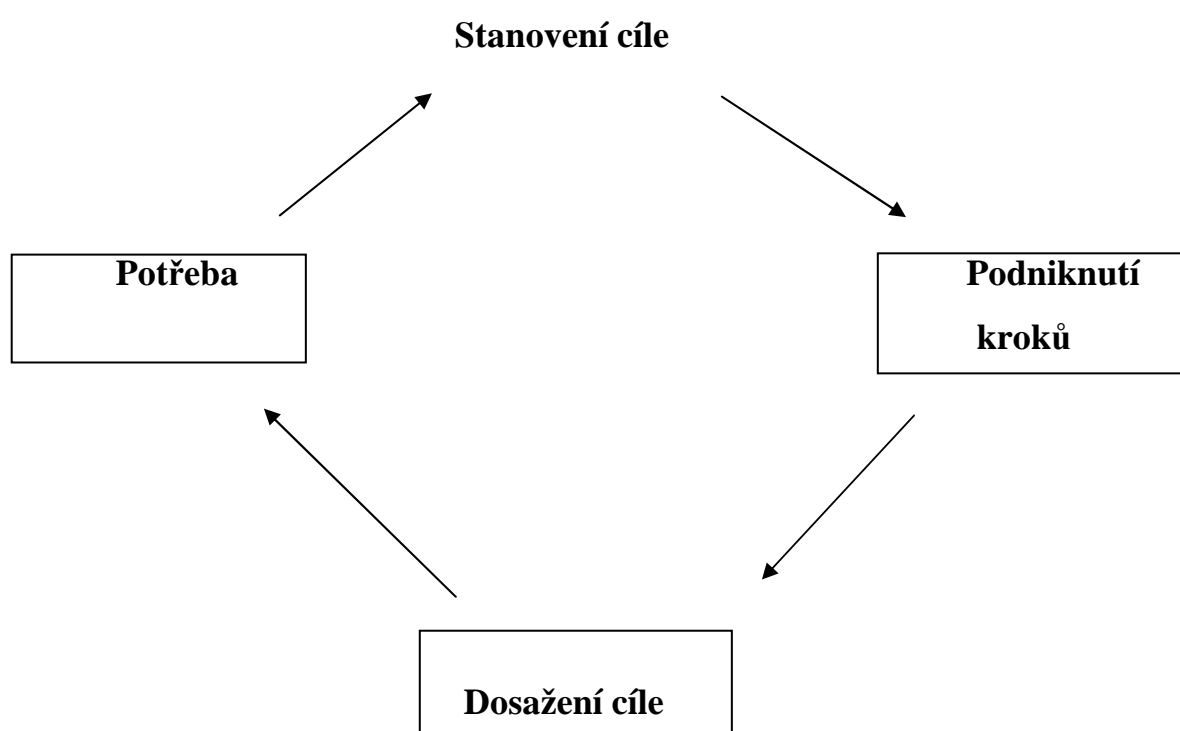 Stanovení cíle
Potřeba
Podniknutí
kroků
Dosažení cíle